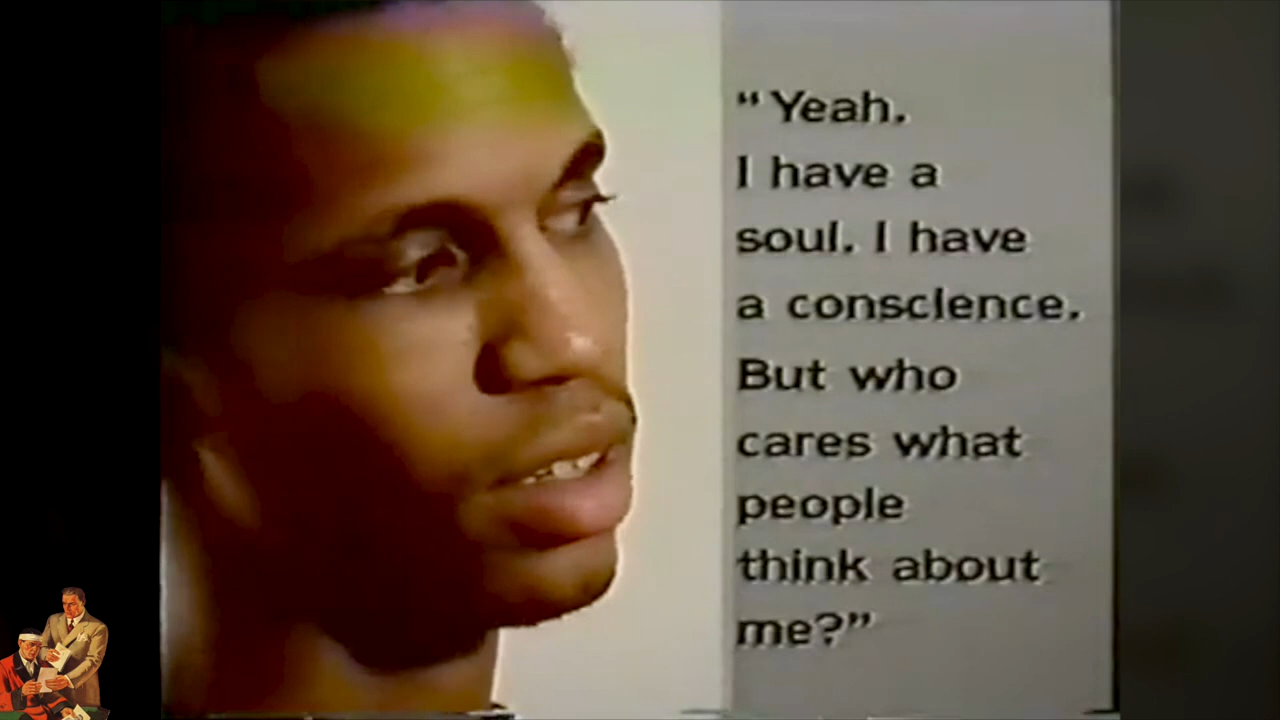 “Yeah.
I have a
soul. I have
a conscience.
But who
cares what
people
think about
me?”